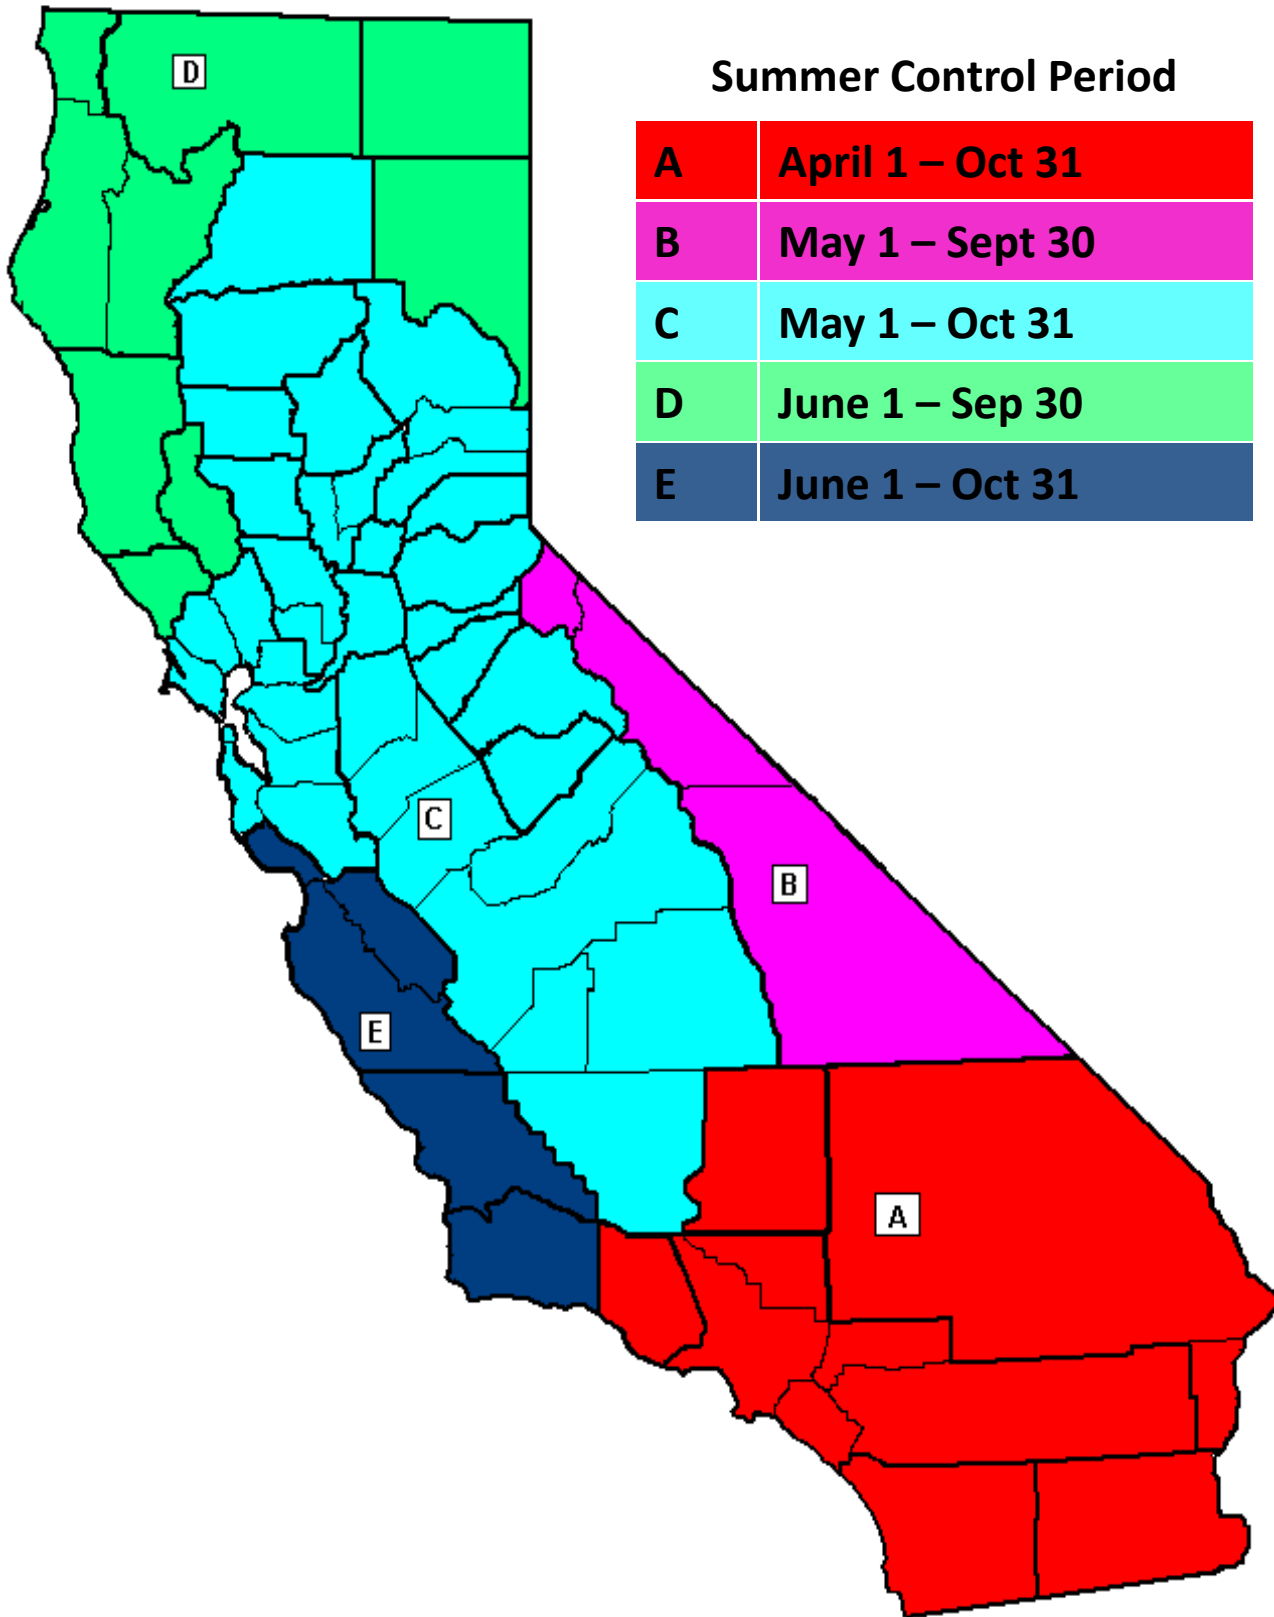 D
Summer Control Period
A April 1 – Oct 31
B May 1 – Sept 30
C May 1 – Oct 31
D June 1 – Sep 30
E June 1 – Oct 31
C
B
E
A